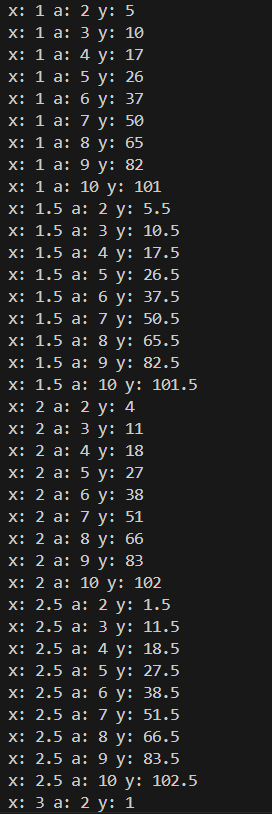 x: 1 a: 2 y: 5
x: 1 a: 3 y: 10
x: 1 a: 4 y: 17
x: 1 a: 5 y: 26
x: 1 a: 6 y: 37
x: 1 a: 7 y: 50
x: 1 a: 8 y: 65
x: 1 a: 9 y: 82
x: 1 a: 10 y: 101
x: 1.5 a: 2 y: 5.5
x: 1.5 a: 3 y: 10.5
x: 1.5 a: 4 y: 17.5
x: 1.5 a: 5 y: 26.5
x: 1.5 a: 6 y: 37.5
x: 1.5 a: 7 y: 50.5
x: 1.5 a: 8 y: 65.5
x: 1.5 a: 9 y: 82.5
x: 1.5 a: 10 y: 101.5
x: 2 a: 2 y: 4
x: 2 a: 3 y: 11
x: 2 a: 4 y: 18
x: 2 a: 5 y: 27
x: 2 a: 6 y: 38
x: 2 a: 7 y: 51
x: 2 a: 8 y: 66
x: 2 a: 9 y: 83
x: 2 a: 10 y: 102
x: 2.5 a: 2 y: 1.5
x: 2.5 a: 3 y: 11.5
x: 2.5 a: 4 y: 18.5
x: 2.5 a: 5 y: 27.5
x: 2.5 a: 6 y: 38.5
x: 2.5 a: 7 y: 51.5
x: 2.5 a: 8 y: 66.5
x: 2.5 a: 9 y: 83.5
x: 2.5 a: 10 y: 102.5
x: 3 a: 2 y: 1